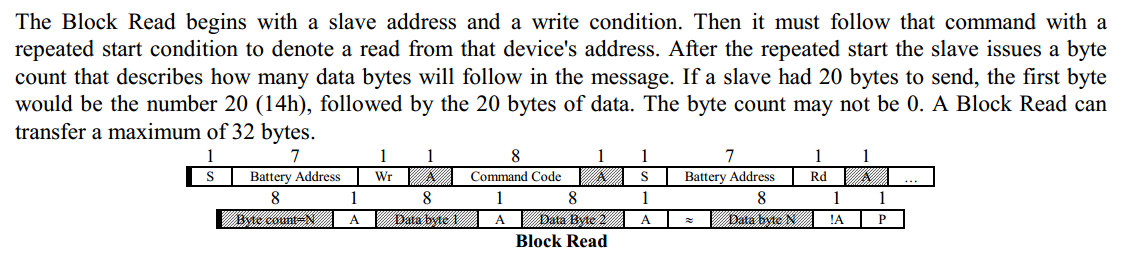 The Block Read begins with a slave address and a write condition. Then it must follow that command with a
repeated start condition to denote a read from that device's address. After the repeated start the slave issues a byte
count that describes how many data bytes will follow in the message. If a slave had 20 bytes to send, the first byte
would be the number 20 (14h), followed by the 20 bytes of data. The byte count may not be 0. A Block Read can
transfer a maximum of 32 bytes.
1 7 1 1 8 1 1 7 1 1
S Battery Address Wr A Command Code A S Battery Address Rd A ...
8 1 8 1 8 1 8 1 1
Byte count=N A Data byte 1 A Data Byte 2 A ≈ Data byte N !A P
Block Read